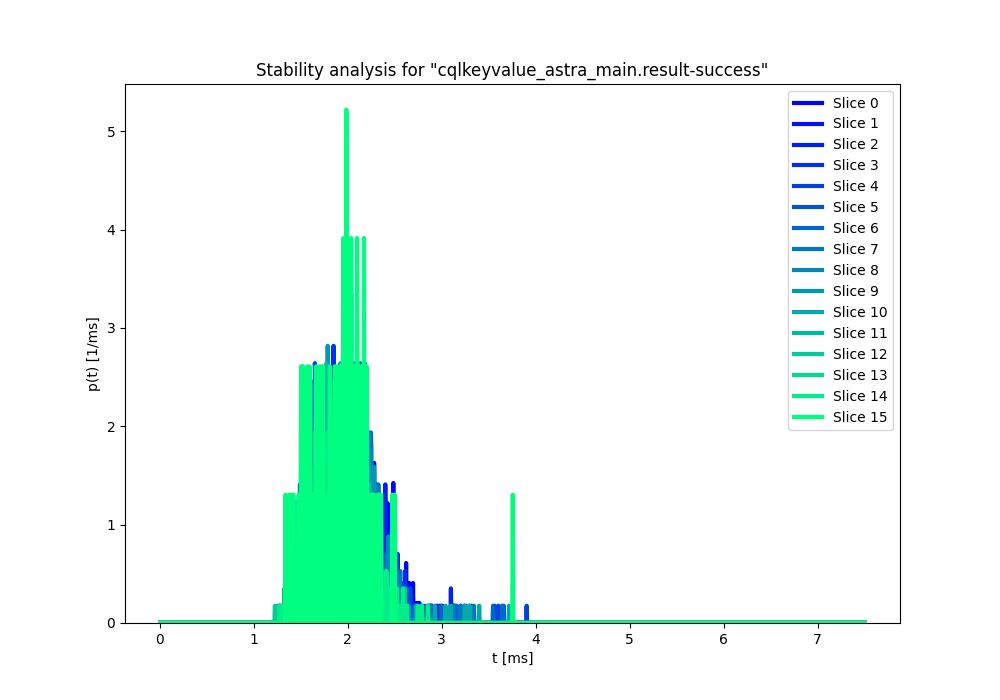 Stability analysis for "cqlkeyvalue_astra_main.result-success"
p(t) [1/ms]
5
4
3
2
1
0
0 1 2 3 4 5 6 7
t [ms]
Slice 0
Slice 1
Slice 2
Slice 3
Slice 4
Slice 5
Slice 6
Slice 7
Slice 8
Slice 9
Slice 10
Slice 11
Slice 12
Slice 13
Slice 14
Slice 15